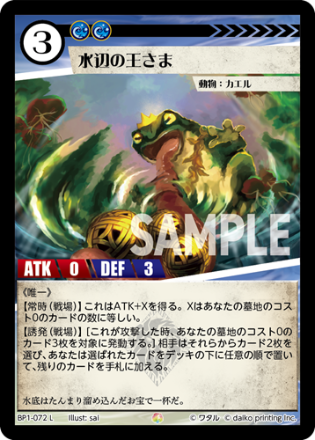 3
水辺の王さま
動物：カエル
SAMPLE
ATK 0 DEF 3
《唯一》
【常時(戦場)】これはATK+Xを得る。Xはあなたの墓地のコス
ト0のカードの数に等しい。
【誘発(戦場)】[これが攻撃した時、あなたの墓地のコスト0の
カード3枚を対象に発動する。]相手はそれらからカード2枚を
選び、あなたは選ばれたカードをデッキの下に任意の順で置い
て、残りのカードを手札に加える。
水底はたんまり溜め込んだお宝で一杯だ。
BP1-072 L Illust: sai © ワタル © daiko printing Inc.